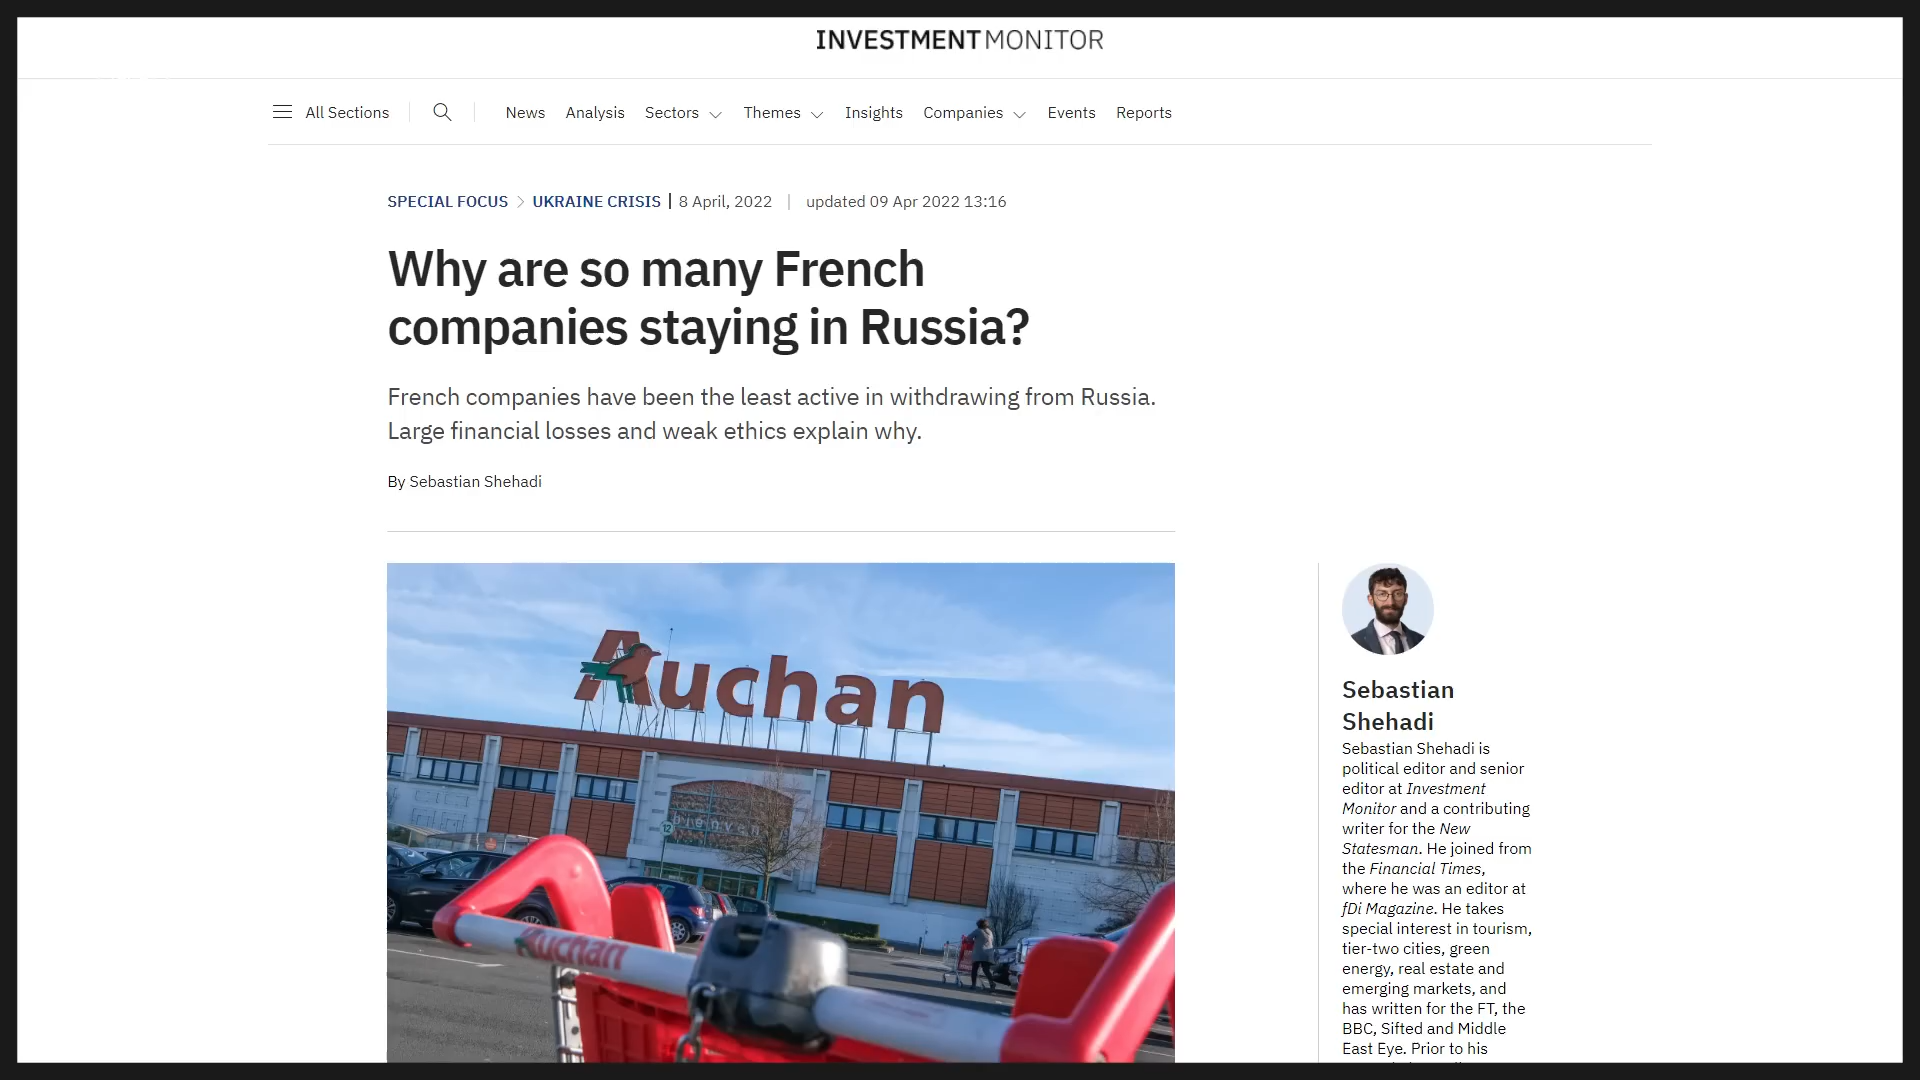 INVESTMENT MONITOR
All Sections
News Analysis Sectors Themes Insights Companies Events Reports
SPECIAL FOCUS UKRAINE CRISIS | 8 April, 2022 | updated 09 Apr 2022 13:16
Why are so many French
companies staying in Russia?
French companies have been the least active in withdrawing from Russia.
Large financial losses and weak ethics explain why.
By Sebastian Shehadi
Auchan
12
bienven
Auchan
Sebastian
Shehadi
Sebastian Shehadi is
political editor and senior
editor at Investment
Monitor and a contributing
writer for the New
Statesman. He joined from
the Financial Times,
where he was an editor at
fDi Magazine. He takes
special interest in tourism,
tier-two cities, green
energy, real estate and
emerging markets, and
has written for the FT, the
BBC, Sifted and Middle
East Eye. Prior to his